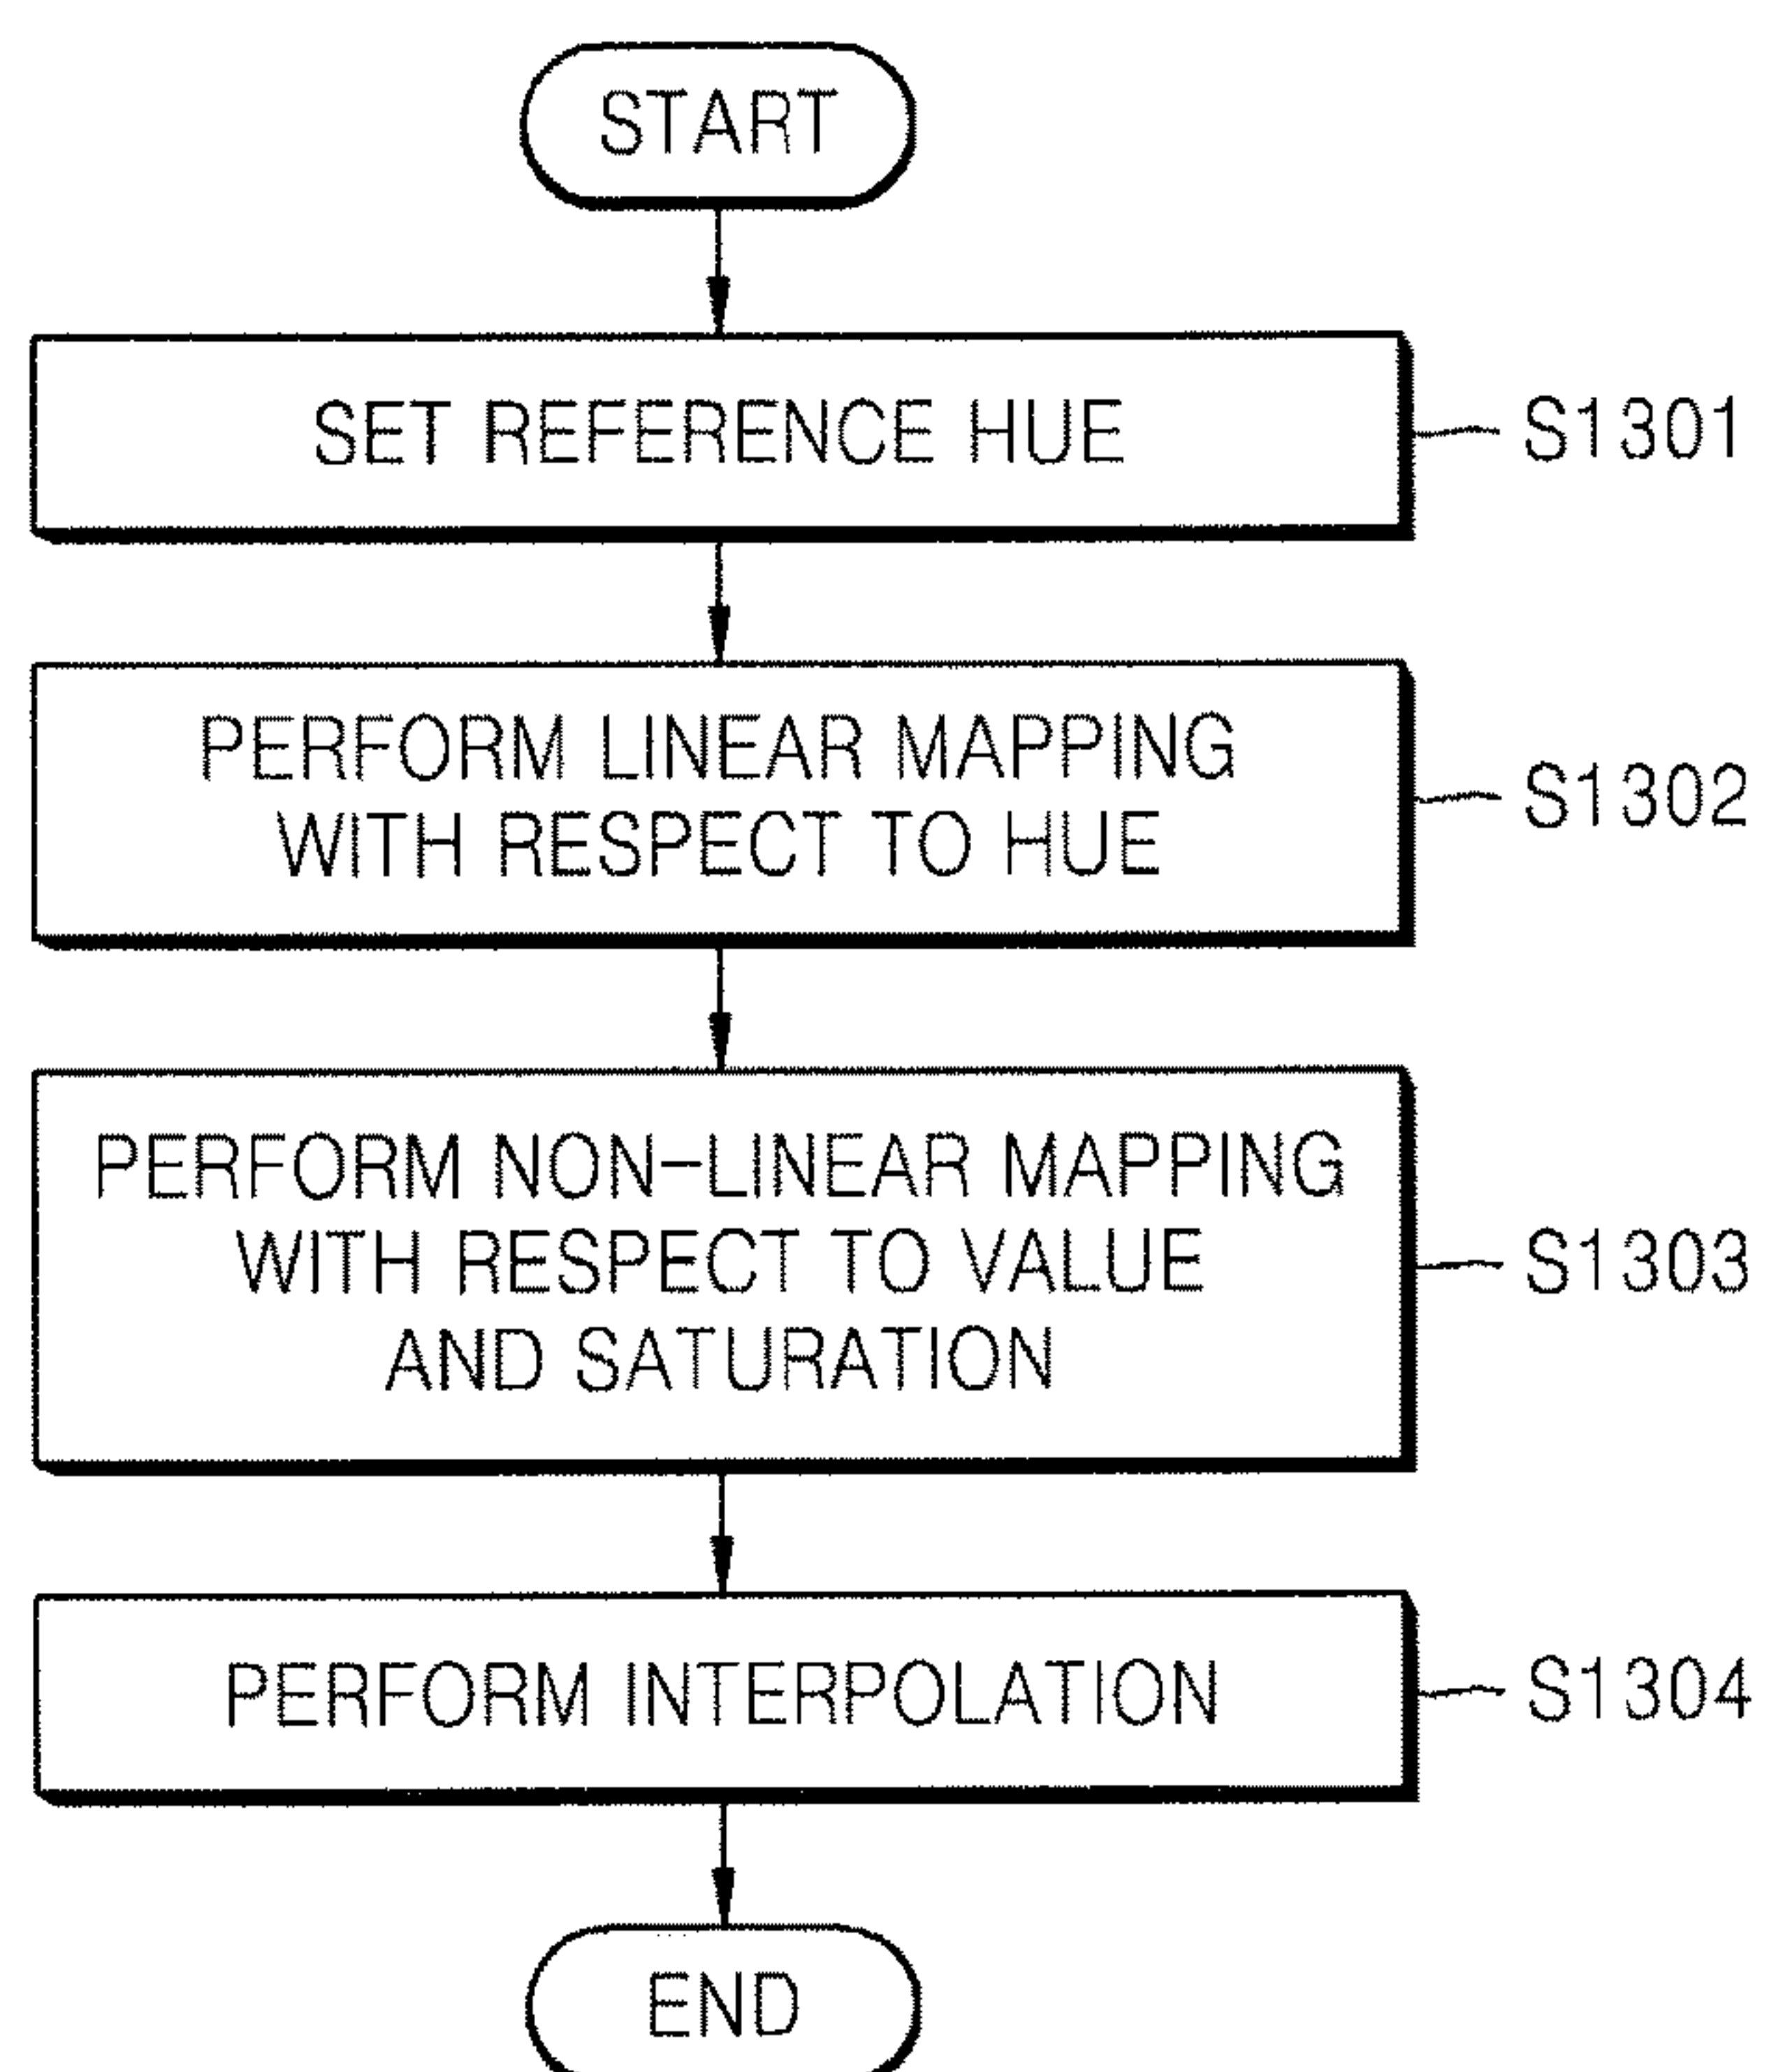 START
SET REFERENCE HUE
S1301
PERFORM LINEAR MAPPING
WITH RESPECT TO HUE
S1302
PERFORM NON-LINEAR MAPPING
WITH RESPECT TO VALUE
AND SATURATION
S1303
PERFORM INTERPOLATION
S1304
END